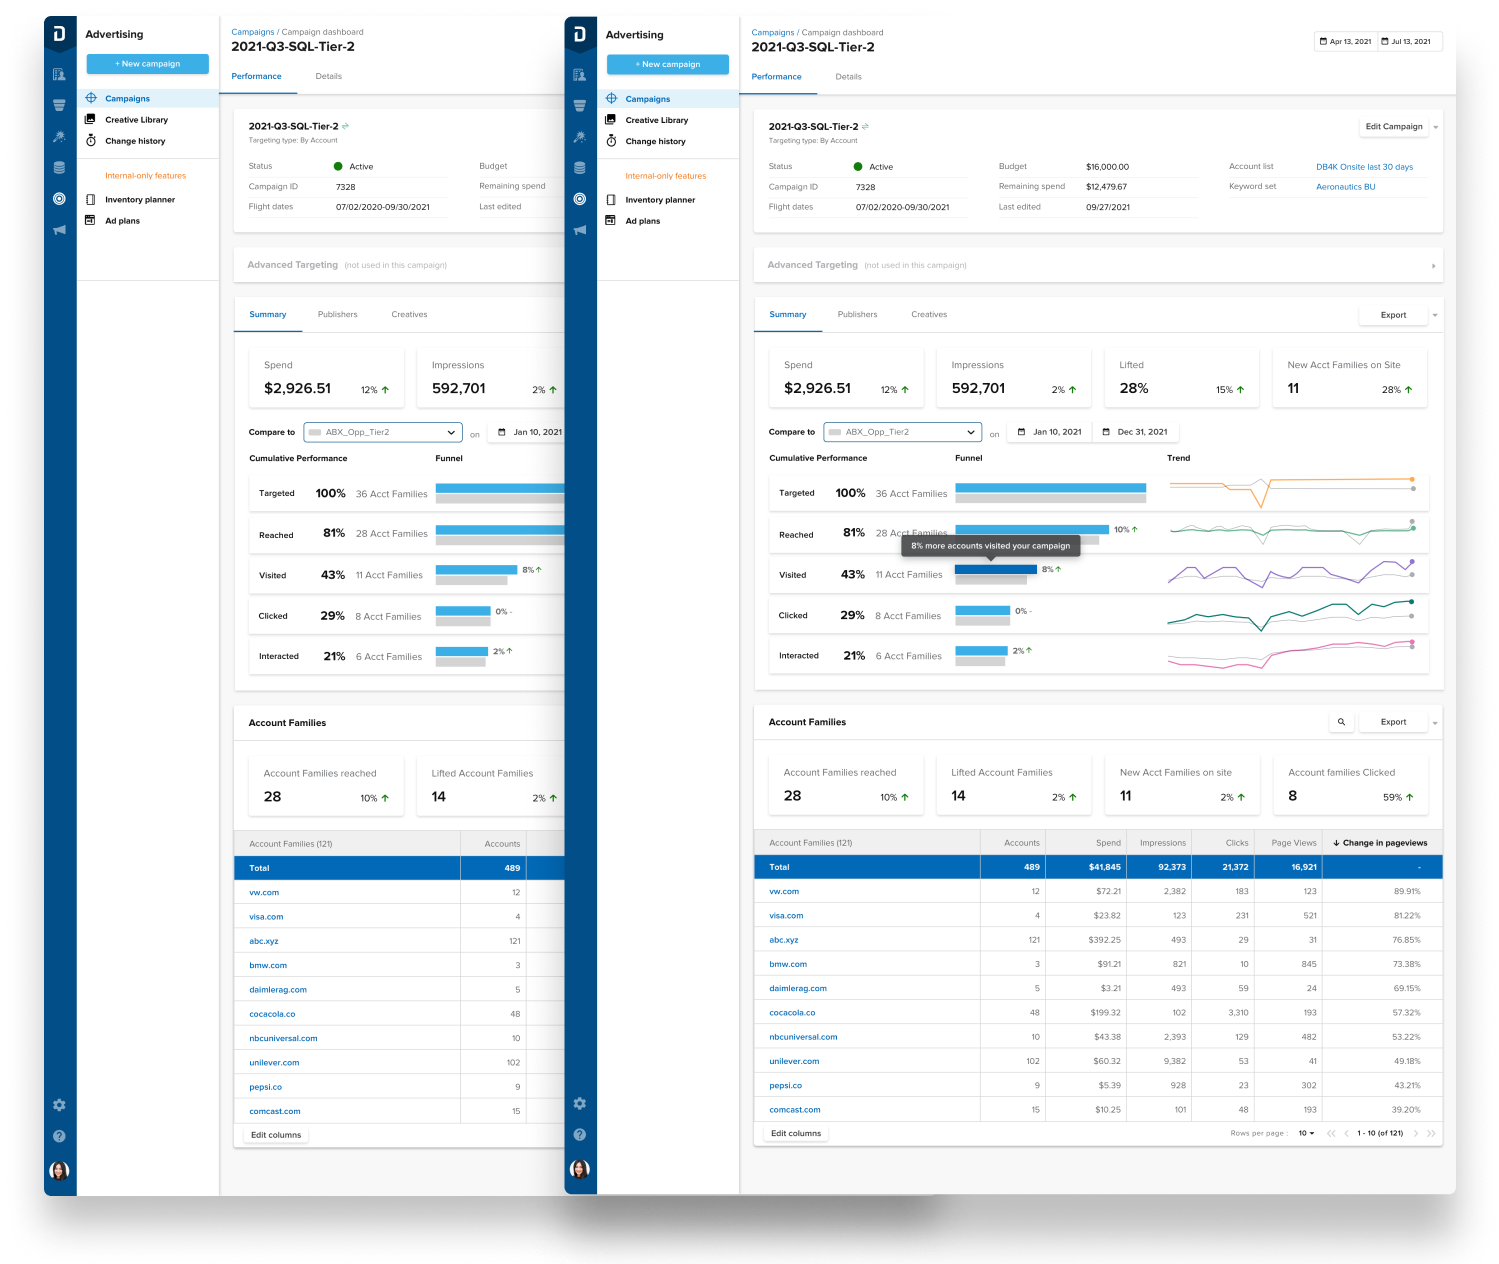 D
Advertising
+ New campaign
Campaigns
Creative Library
Change history
Internal-only features
Inventory planner
Ad plans
Campaigns / Campaign dashboard
2021-Q3-SQL-Tier-2
Performance Details
2021-Q3-SQL-Tier-2
Targeting type: By Account
Status Active Budget
Campaign ID 7328 Remaining spend
Flight dates 07/02/2020-09/30/2021 Last edited
Advanced Targeting (not used in this campaign)
Summary Publishers Creatives
Spend Impressions
$2,926.51 12% 592,701 2%
Compare to ABX_Opp_Tier2 on Jan 10, 2021
Cumulative Performance Funnel
Targeted 100% 36 Acct Families
Reached 81% 28 Acct Families
Visited 43% 11 Acct Families 8%
Clicked 29% 8 Acct Families 0% -
Interacted 21% 6 Acct Families 2%
Account Families
Account Families reached Lifted Account Families
28 10% 14 2%
Account Families (121) Accounts
Total 489
vw.com 12
visa.com 4
abc.xyz 121
bmw.com 3
daimlerag.com 5
cocacola.co 48
nbcuniversal.com 10
unilever.com 102
pepsi.co 9
comcast.com 15
Edit columns
D
Advertising
+ New campaign
Campaigns
Creative Library
Change history
Internal-only features
Inventory planner
Ad plans
Campaigns / Campaign dashboard
2021-Q3-SQL-Tier-2
Apr 13, 2021 Jul 13, 2021
Performance Details
2021-Q3-SQL-Tier-2 Edit Campaign
Targeting type: By Account
Status Active Budget $16,000.00 Account list DB4K Onsite last 30 days
Campaign ID 7328 Remaining spend $12,479.67 Keyword set Aeronautics BU
Flight dates 07/02/2020-09/30/2021 Last edited 09/27/2021
Advanced Targeting (not used in this campaign)
Summary Publishers Creatives Export
Spend Impressions Lifted New Acct Families on Site
$2,926.51 12% 592,701 2% 28% 15% 11 28%
Compare to ABX_Opp_Tier2 on Jan 10, 2021 Dec 31, 2021
Cumulative Performance Funnel Trend
Targeted 100% 36 Acct Families
Reached 81% 28 Acct Families 10%
8% more accounts visited your campaign
Visited 43% 11 Acct Families 8%
Clicked 29% 8 Acct Families 0% -
Interacted 21% 6 Acct Families 2%
Account Families Export
Account Families reached Lifted Account Families New Acct Families on site Account families Clicked
28 10% 14 2% 11 2% 8 59%
Account Families (121) Accounts Spend Impressions Clicks Page Views Change in pageviews
Total 489 $41,845 92,373 21,372 16,921 -
vw.com 12 $72.21 2,382 183 123 89.91%
visa.com 4 $23.82 123 231 521 81.22%
abc.xyz 121 $392.25 493 29 31 76.85%
bmw.com 3 $91.21 821 10 845 73.38%
daimlerag.com 5 $3.21 493 59 24 69.15%
cocacola.co 48 $199.32 102 3,310 193 57.32%
nbcuniversal.com 10 $43.38 2,393 129 482 53.22%
unilever.com 102 $60.32 9,382 53 41 49.18%
pepsi.co 9 $5.39 928 23 302 43.21%
comcast.com 15 $10.25 101 48 193 39.20%
Edit columns Rows per page : 10 1 - 10 (of 121)